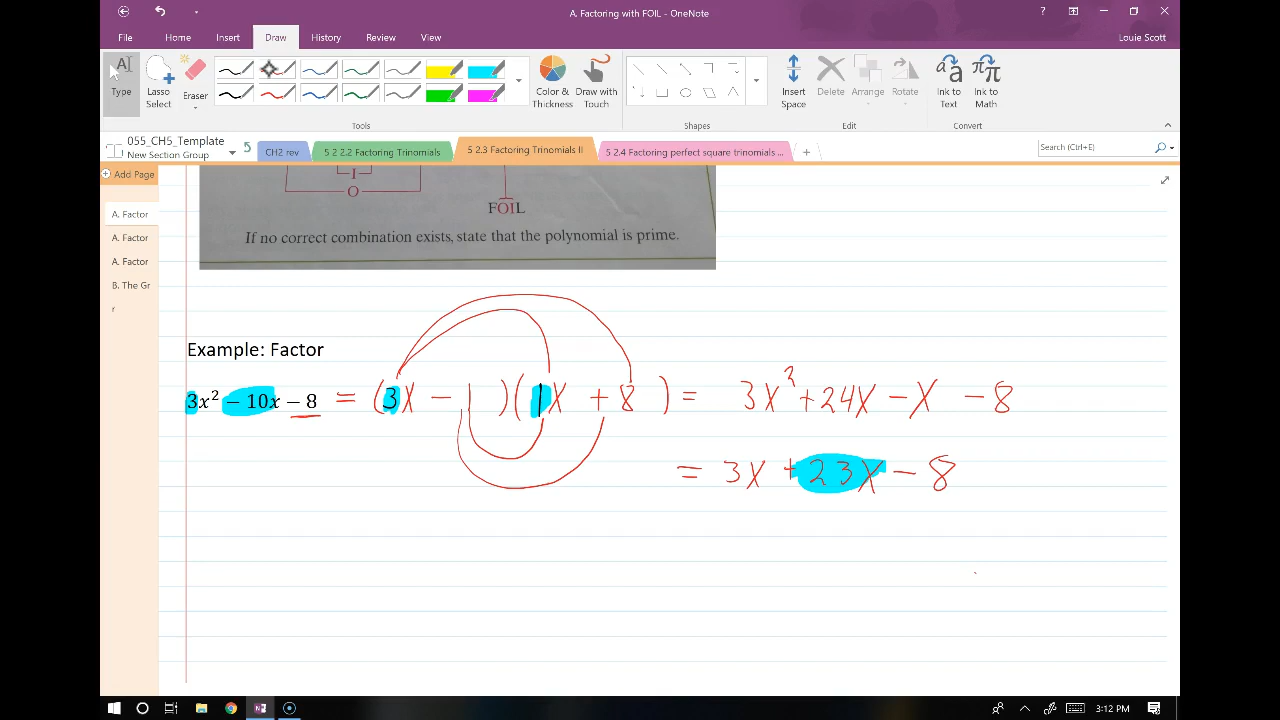 A. Factoring with FOIL - OneNote
File Home Insert Draw History Review View Louie Scott
Type Lasso Select Eraser Color & Thickness Draw with Touch Insert Space Delete Arrange Rotate Ink to Text Ink to Math
Tools Shapes Edit Convert
055_CH5_Template
New Section Group
CH2 rev 5 2 2.2 Factoring Trinomials 5 2.3 Factoring Trinomials II 5 2.4 Factoring perfect square trinomials ... Search (Ctrl+E)
Add Page
A. Factor
A. Factor
A. Factor
B. The Gr
r
I
O
FOIL
If no correct combination exists, state that the polynomial is prime.
Example: Factor
3x² − 10x − 8 = (3x − 1)(1x + 8) = 3x² + 24x − x − 8
= 3x + 23x − 8
3:12 PM